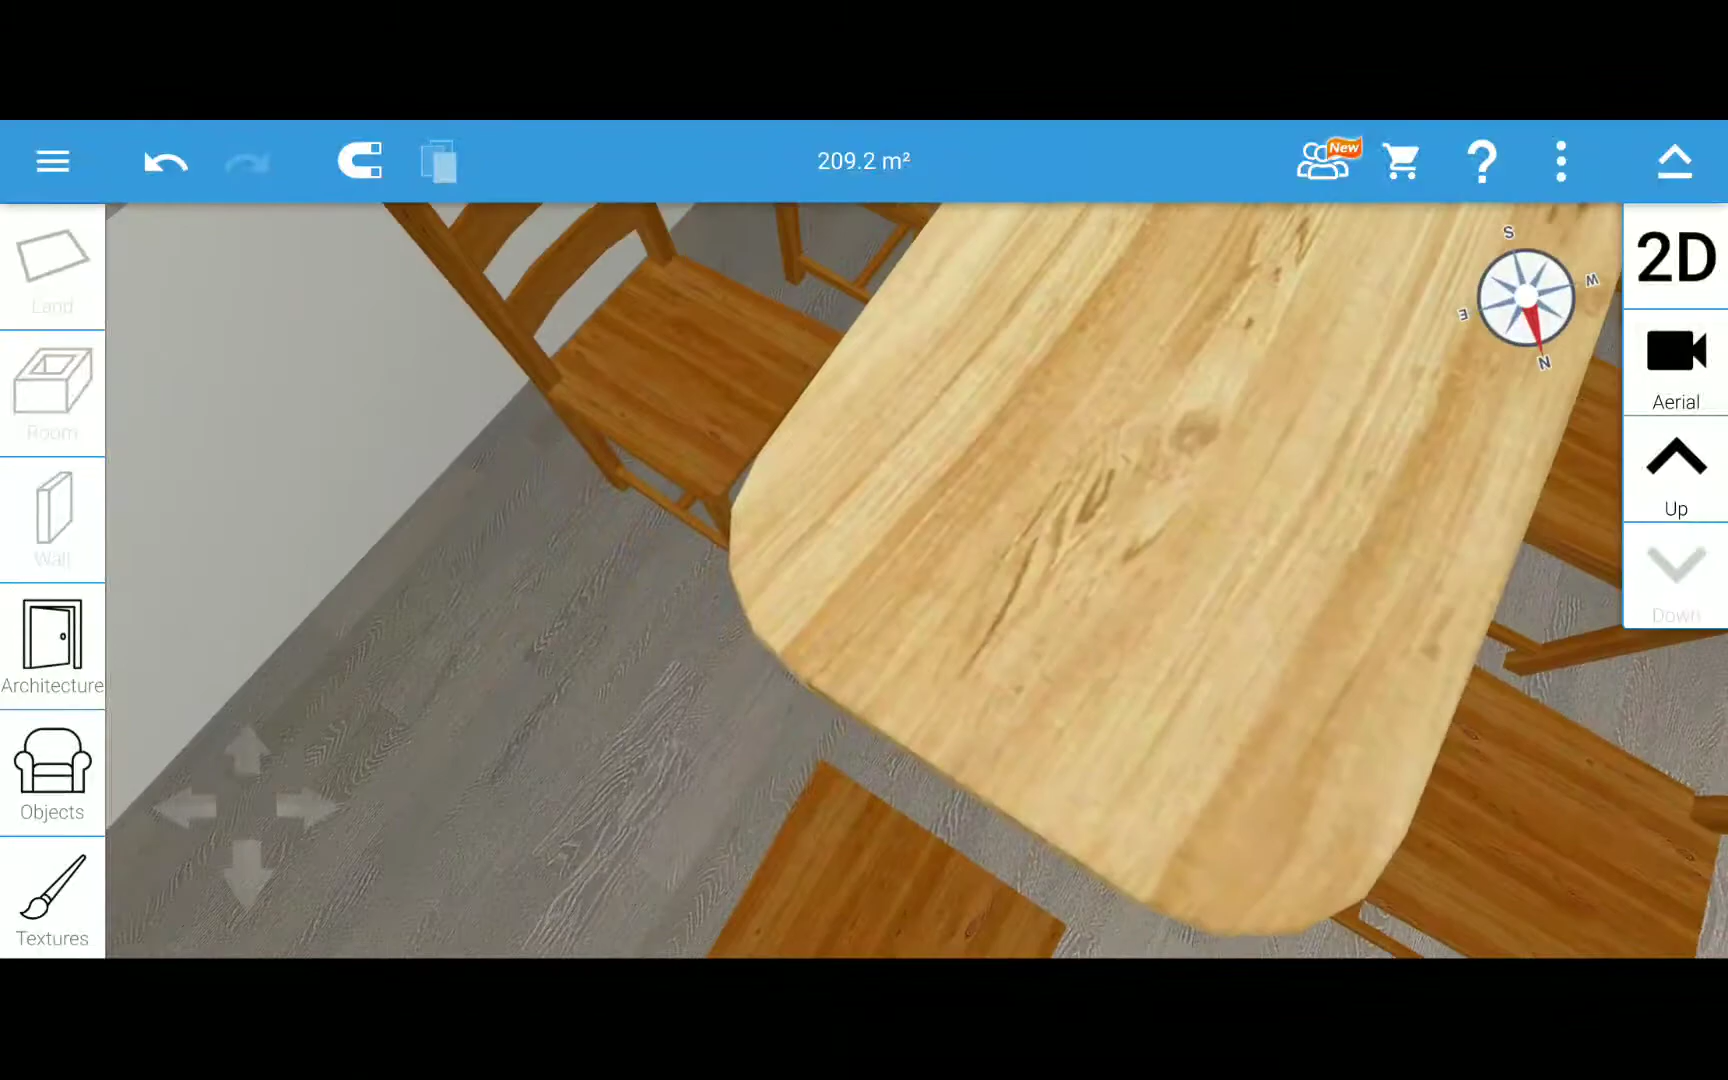 209.2 m²
New
Land
Room
Wall
Architecture
Objects
Textures
S
W
E
N
2D
Aerial
Up
Down